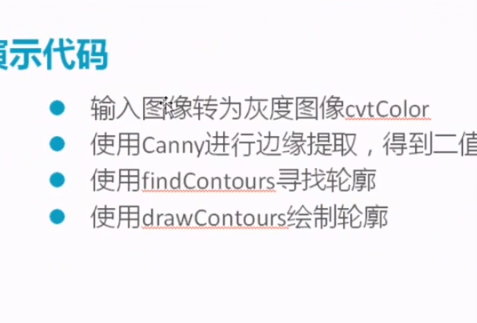 演示代码
输入图像转为灰度图像cvtColor
使用Canny进行边缘提取，得到二值
使用findContours寻找轮廓
使用drawContours绘制轮廓